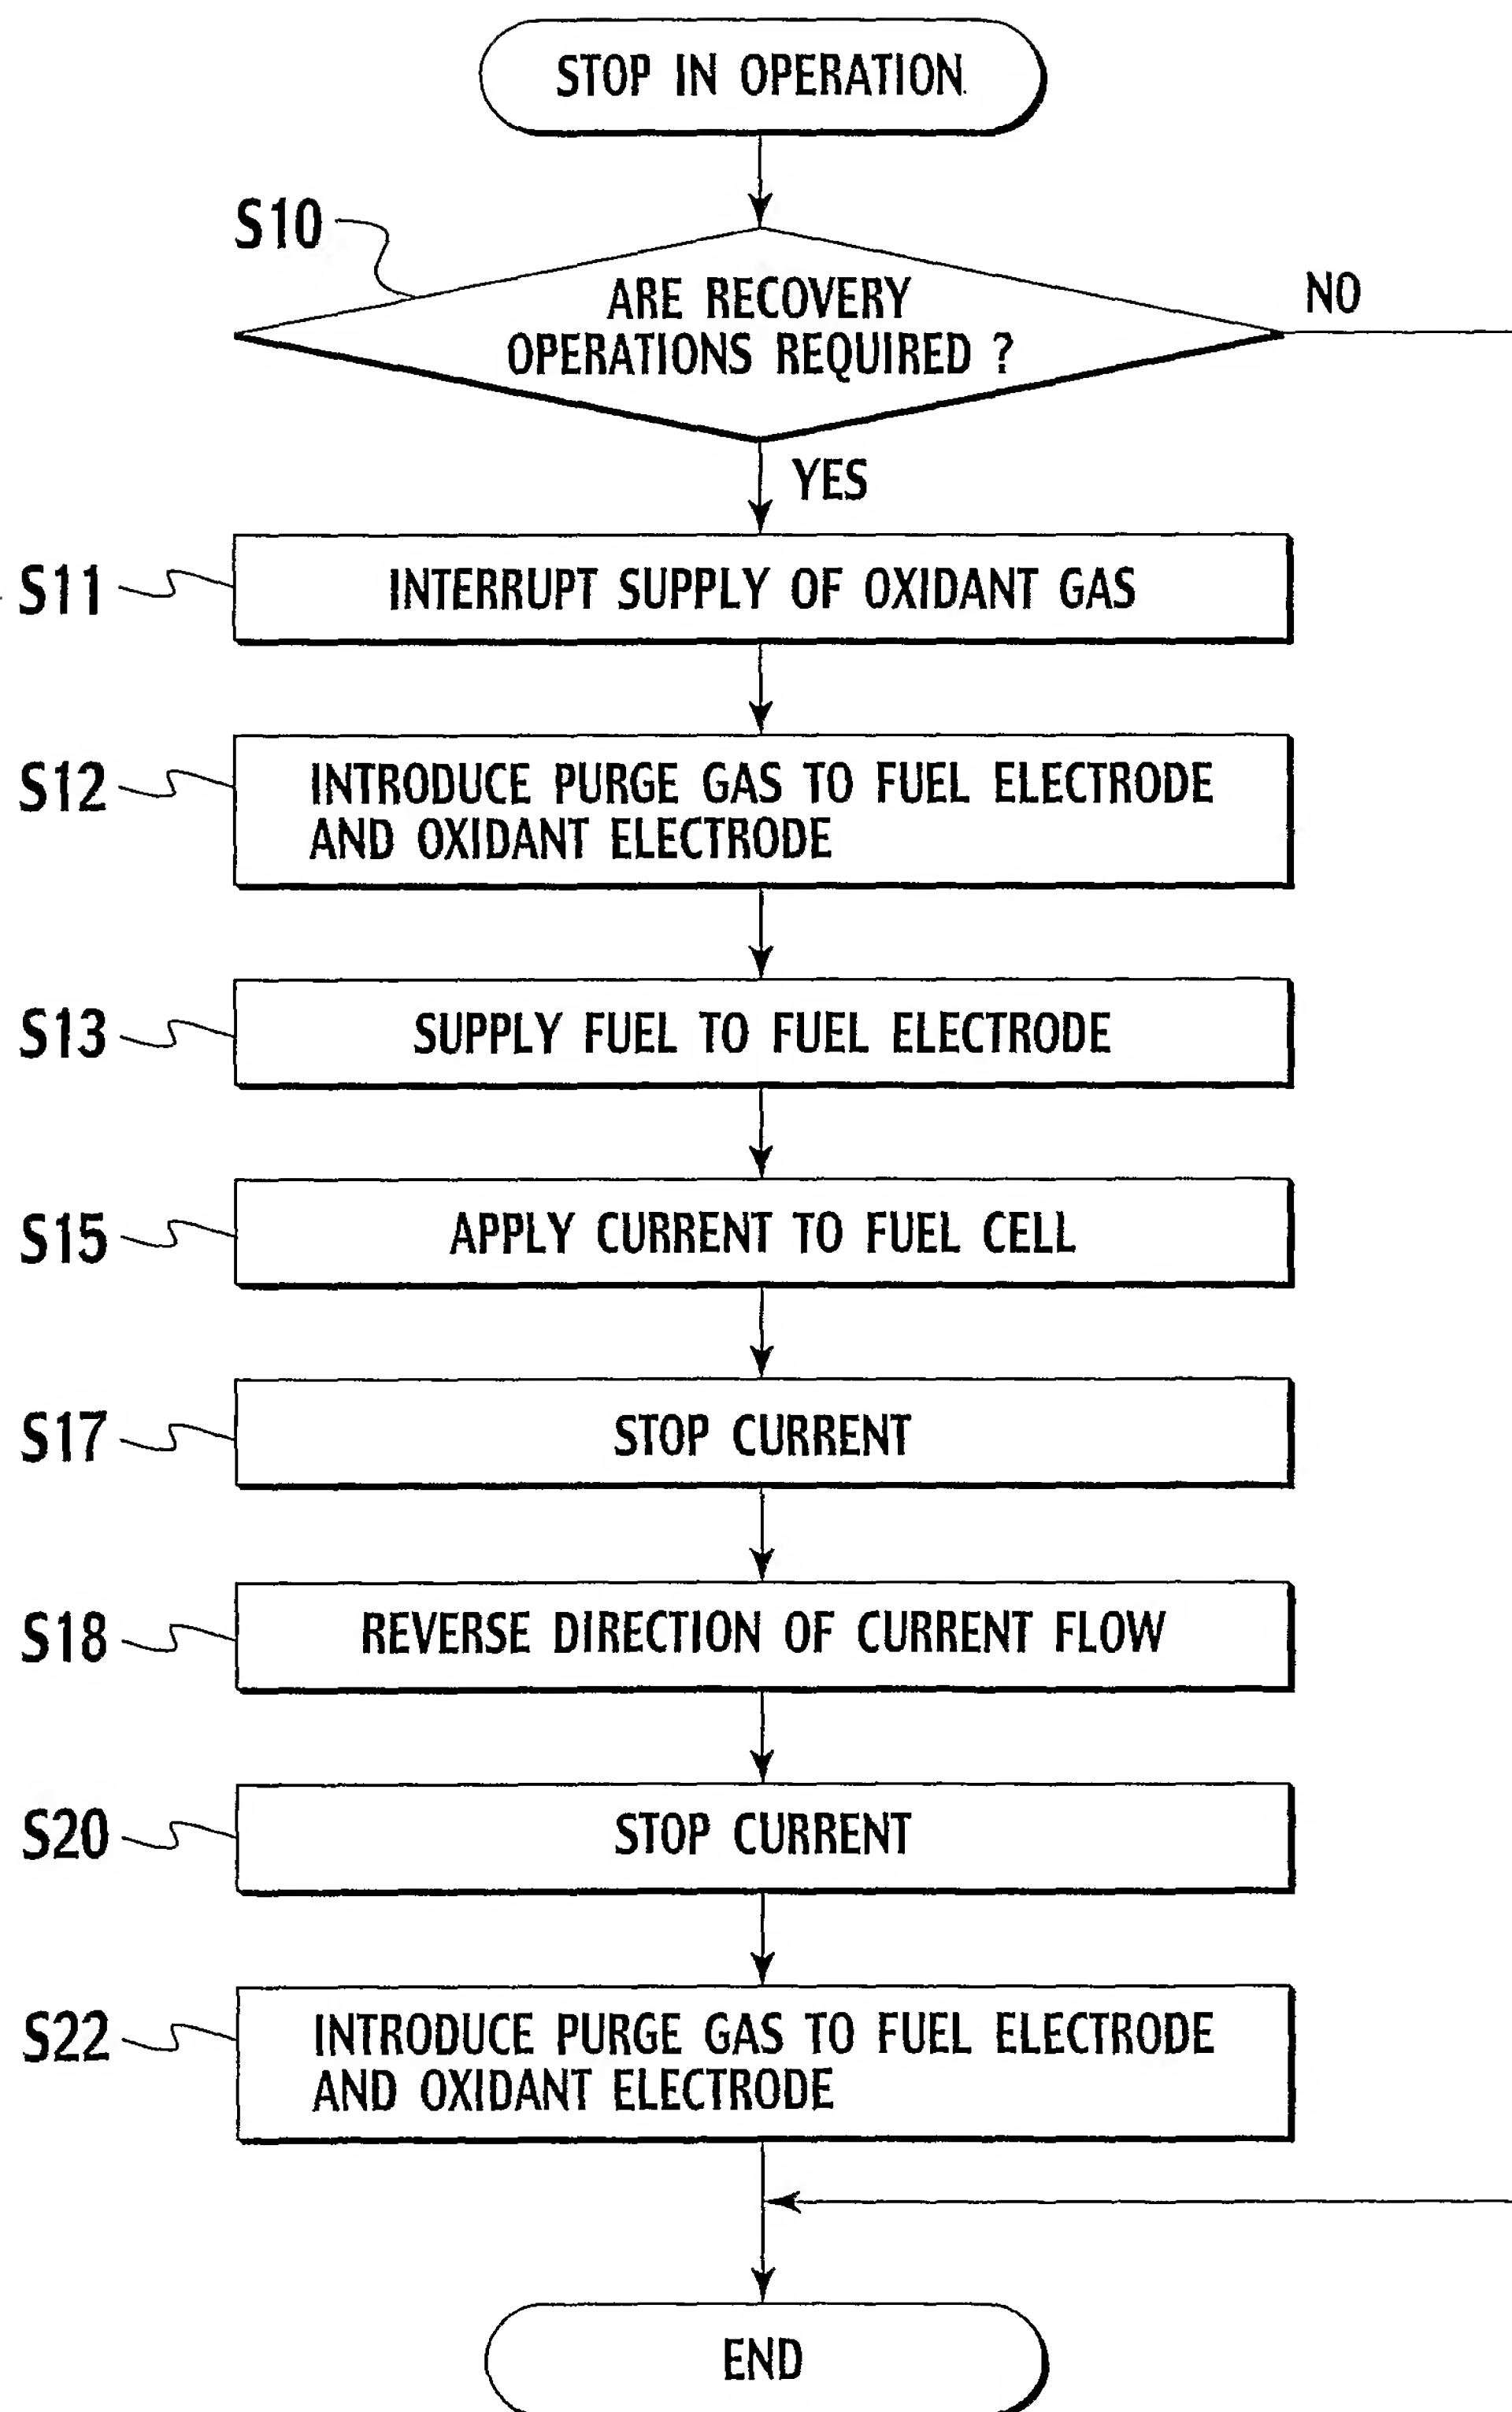 STOP IN OPERATION
S10
ARE RECOVERY
OPERATIONS REQUIRED ?
NO
YES
S11
INTERRUPT SUPPLY OF OXIDANT GAS
S12
INTRODUCE PURGE GAS TO FUEL ELECTRODE
AND OXIDANT ELECTRODE
S13
SUPPLY FUEL TO FUEL ELECTRODE
S15
APPLY CURRENT TO FUEL CELL
S17
STOP CURRENT
S18
REVERSE DIRECTION OF CURRENT FLOW
S20
STOP CURRENT
S22
INTRODUCE PURGE GAS TO FUEL ELECTRODE
AND OXIDANT ELECTRODE
END